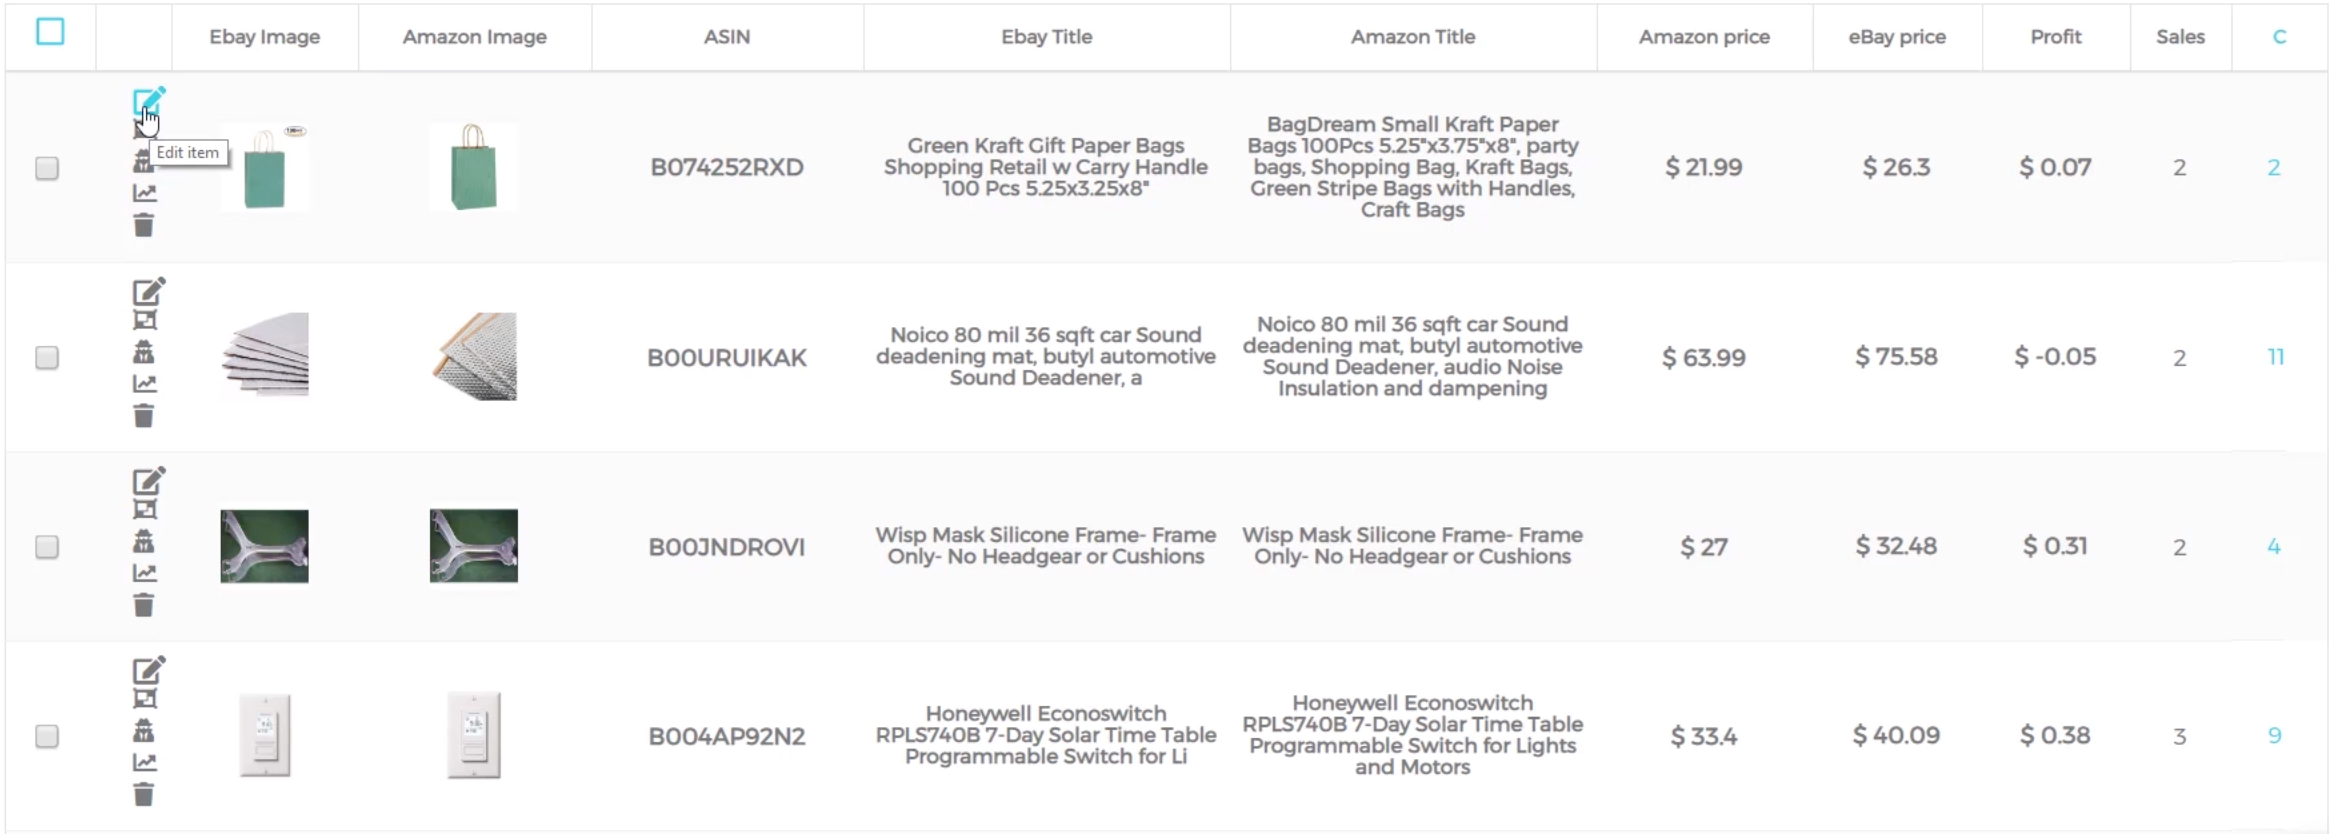 Ebay Image
Amazon Image
ASIN
Ebay Title
Amazon Title
Amazon price
eBay price
Profit
Sales
C
Edit item
B074252RXD
Green Kraft Gift Paper Bags
Shopping Retail w Carry Handle
100 Pcs 5.25x3.25x8"
BagDream Small Kraft Paper
Bags 100Pcs 5.25"x3.75"x8", party
bags, Shopping Bag, Kraft Bags,
Green Stripe Bags with Handles,
Craft Bags
$ 21.99
$ 26.3
$ 0.07
2
2
B00URUIKAK
Noico 80 mil 36 sqft car Sound
deadening mat, butyl automotive
Sound Deadener, a
Noico 80 mil 36 sqft car Sound
deadening mat, butyl automotive
Sound Deadener, audio Noise
Insulation and dampening
$ 63.99
$ 75.58
$ -0.05
2
11
B00JNDROVI
Wisp Mask Silicone Frame- Frame
Only- No Headgear or Cushions
Wisp Mask Silicone Frame- Frame
Only- No Headgear or Cushions
$ 27
$ 32.48
$ 0.31
2
4
B004AP92N2
Honeywell Econoswitch
RPLS740B 7-Day Solar Time Table
Programmable Switch for Li
Honeywell Econoswitch
RPLS740B 7-Day Solar Time Table
Programmable Switch for Lights
and Motors
$ 33.4
$ 40.09
$ 0.38
3
9